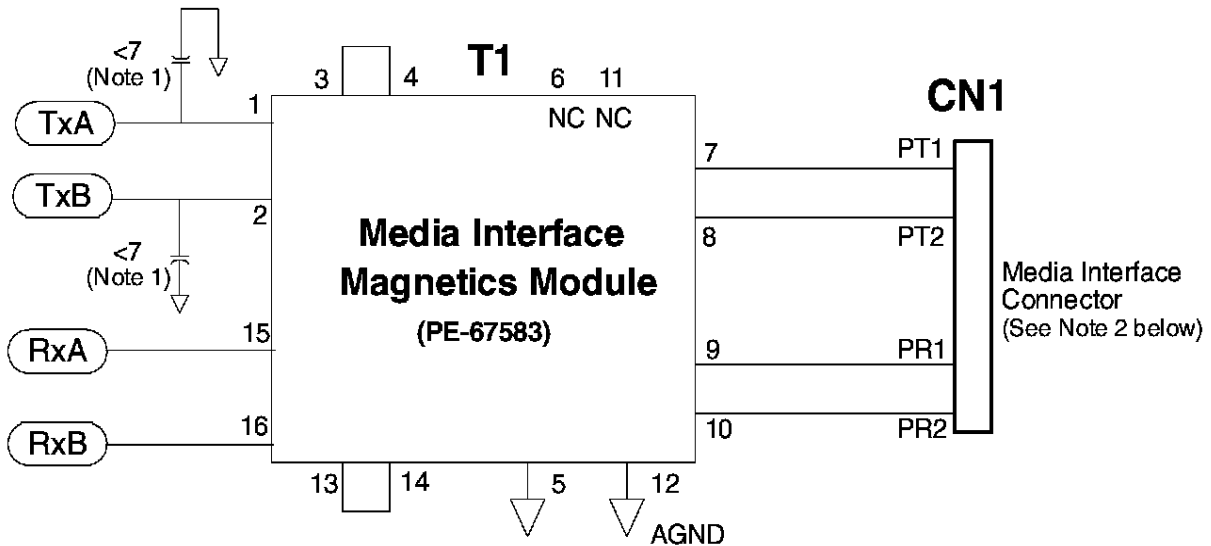 <7
(Note 1)
3
4
T1
6
11
NC NC
CN1
TxA
1
TxB
2
<7
(Note 1)
7
PT1
8
PT2
Media Interface
Magnetics Module
(PE-67583)
Media Interface
Connector
(See Note 2 below)
RxA
15
9
PR1
RxB
16
10
PR2
13
14
5
12
AGND